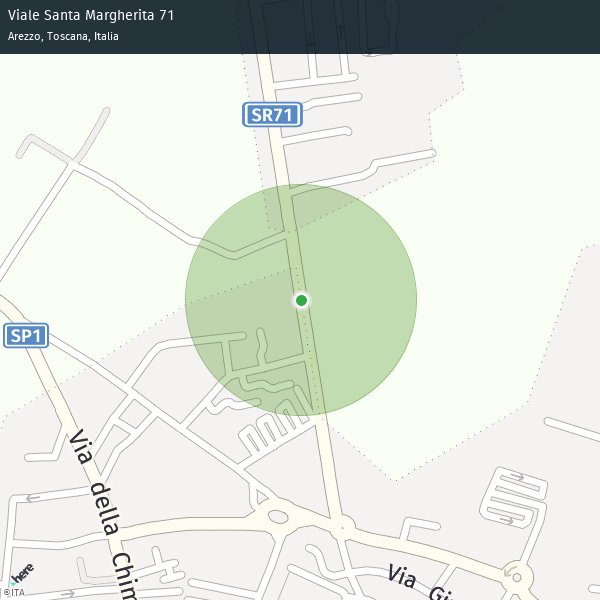 Viale Santa Margherita 71
Arezzo, Toscana, Italia
SR71
SP1
Via della Chim
Via Gi
here
©ITA